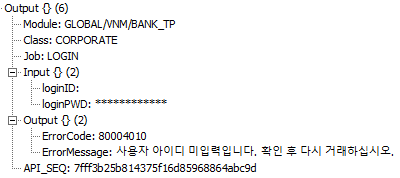 Output {} (6)
Module: GLOBAL/VNM/BANK_TP
Class: CORPORATE
Job: LOGIN
Input {} (2)
loginID:
loginPWD: ************
Output {} (2)
ErrorCode: 80004010
ErrorMessage: 사용자 아이디 미입력입니다. 확인 후 다시 거래하십시오.
API_SEQ: 7fff3b25b814375f16d85968864abc9d